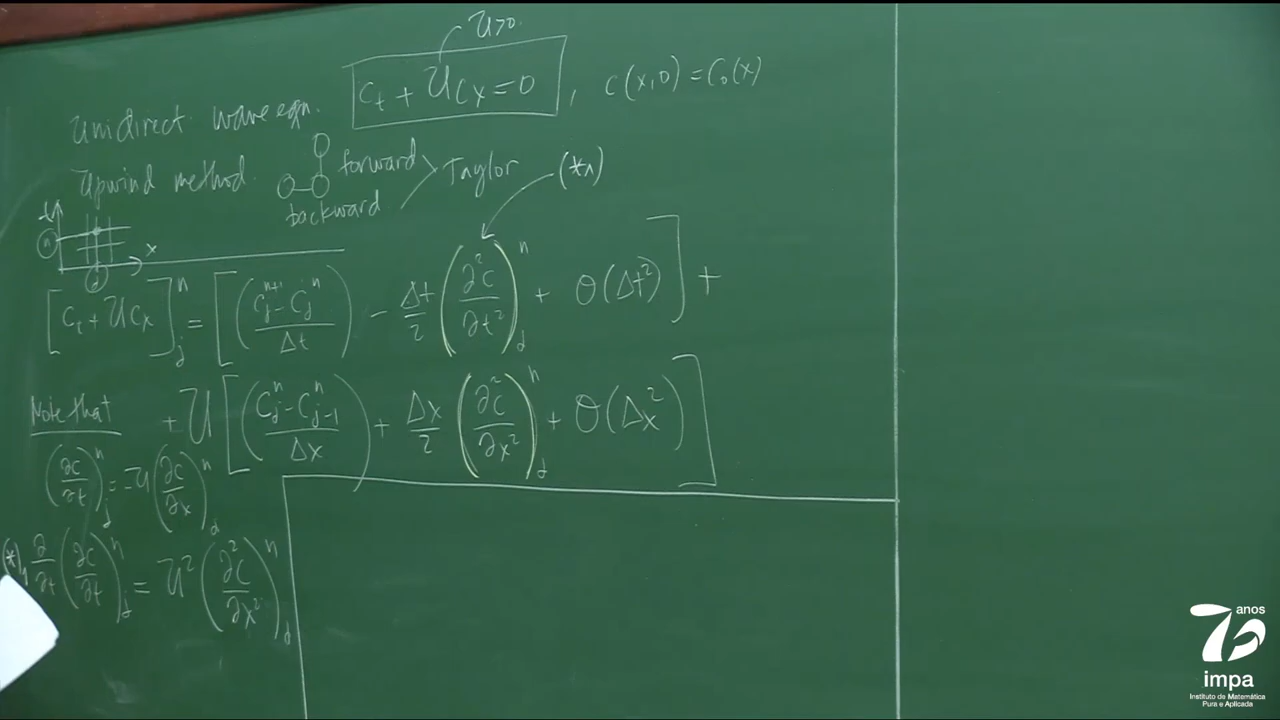 U>0.
Unidirect. wave eqn. c_t + U c_x = 0 , c(x,0) = C_0(x)
Upwind method. forward > Taylor (*1)
backward
t
n
x
j
[c_t + U c_x]_j^n = [((C_j^{n+1} - C_j^n)/Δt) - Δt/2 (∂²c/∂t²)_j^n + O(Δt²)] +
+ U [((C_j^n - C_{j-1}^n)/Δx) + Δx/2 (∂²c/∂x²)_j^n + O(Δx²)]
Note that
(∂c/∂t)_j^n = -U (∂c/∂x)_j^n
∂/∂t (∂c/∂t)_j^n = U² (∂²c/∂x²)_j^n
75 anos
impa
Instituto de Matemática
Pura e Aplicada